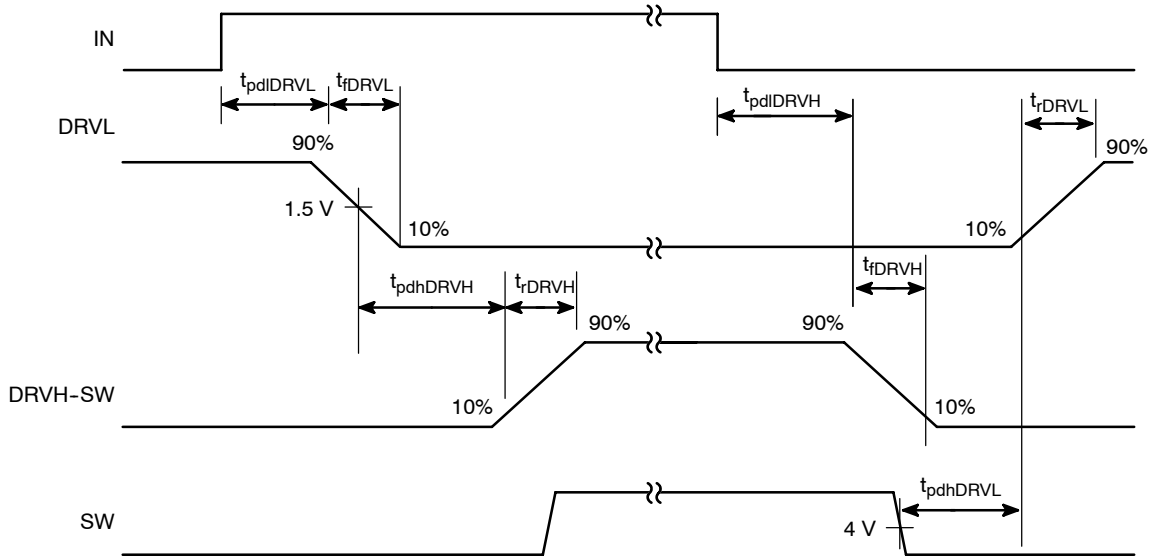 IN
tpdlDRVL
tfDRVL
tpdlDRVH
trDRVL
DRVL
90%
90%
1.5 V
10%
10%
tpdhDRVH
trDRVH
tfDRVH
90%
90%
DRVH-SW
10%
10%
tpdhDRVL
SW
4 V